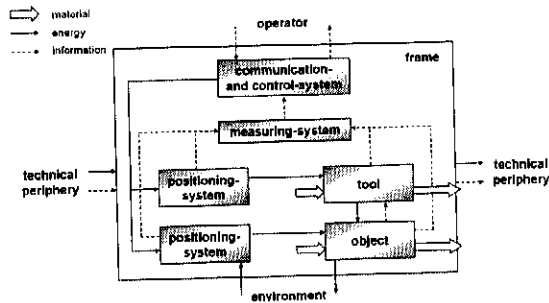 material
operator
energy
information
frame
communication-
and control-system
measuring-system
technical
periphery
positioning-
system
tool
technical
periphery
positioning-
system
object
environment